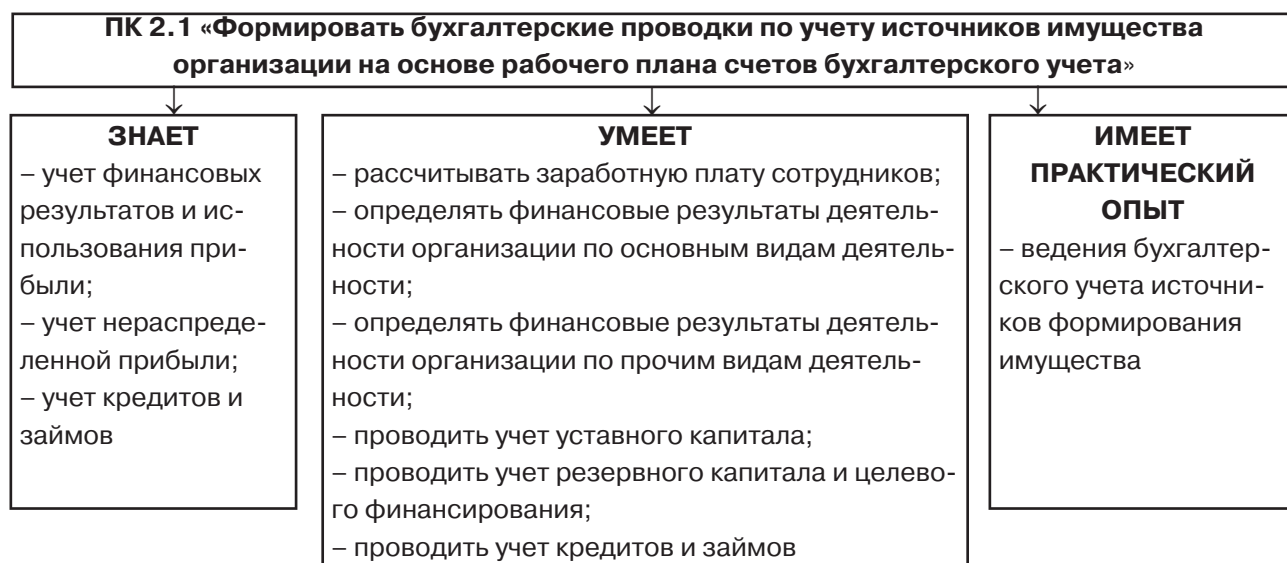 ПК 2.1 «Формировать бухгалтерские проводки по учету источников имущества
организации на основе рабочего плана счетов бухгалтерского учета»
ЗНАЕТ
– учет финансовых
результатов и ис-
пользования при-
были;
– учет нераспреде-
ленной прибыли;
– учет кредитов и
займов
УМЕЕТ
– рассчитывать заработную плату сотрудников;
– определять финансовые результаты деятель-
ности организации по основным видам деятель-
ности;
– определять финансовые результаты деятель-
ности организации по прочим видам деятель-
ности;
– проводить учет уставного капитала;
– проводить учет резервного капитала и целево-
го финансирования;
– проводить учет кредитов и займов
ИМЕЕТ
ПРАКТИЧЕСКИЙ
ОПЫТ
– ведения бухгалтер-
ского учета источни-
ков формирования
имущества